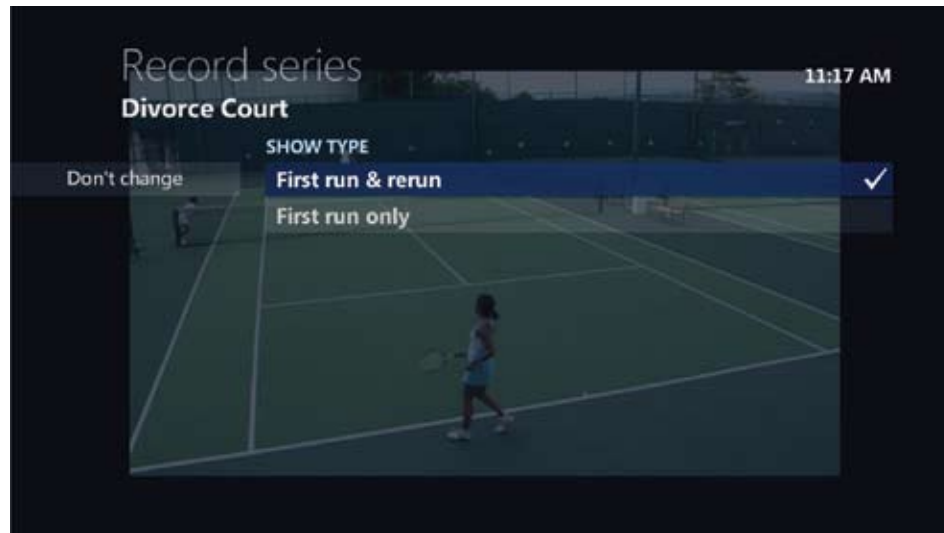 Record series
11:17 AM
Divorce Court
SHOW TYPE
Don't change
First run & rerun
First run only